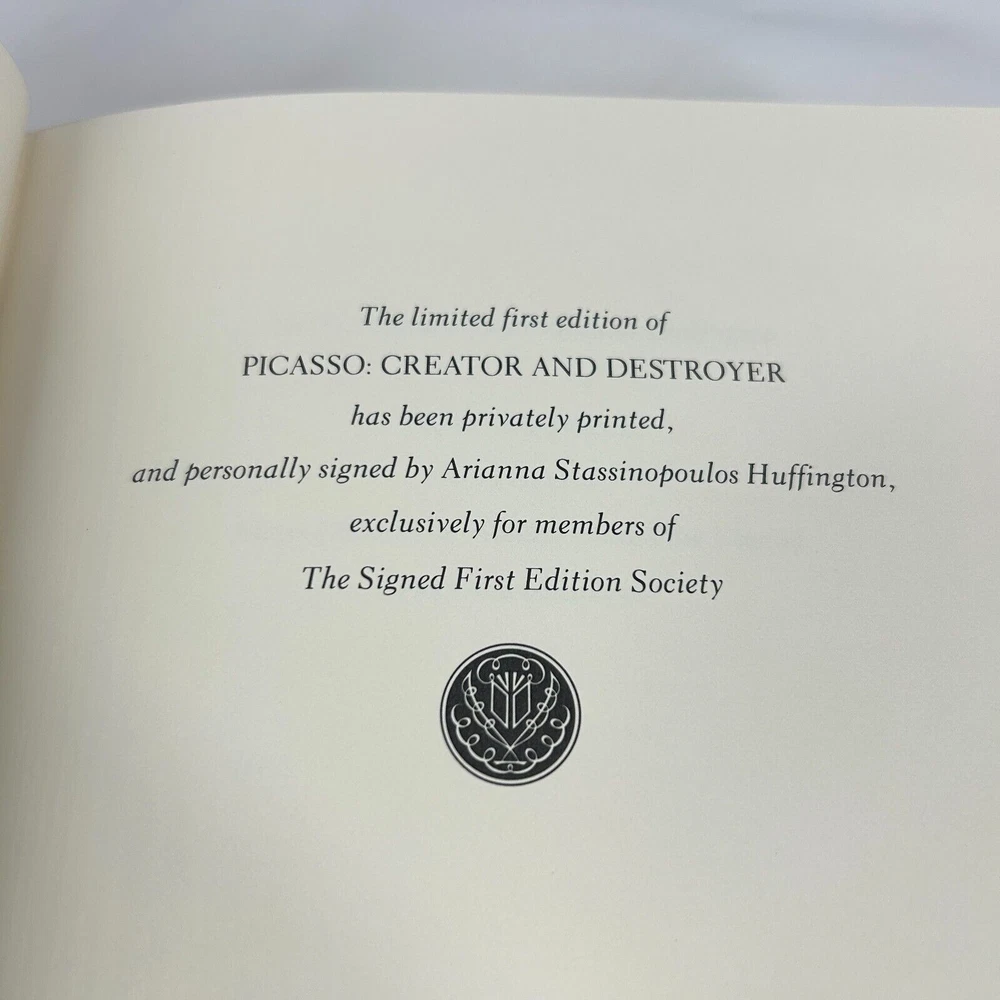 The limited first edition of
PICASSO: CREATOR AND DESTROYER
has been privately printed,
and personally signed by Arianna Stassinopoulos Huffington,
exclusively for members of
The Signed First Edition Society